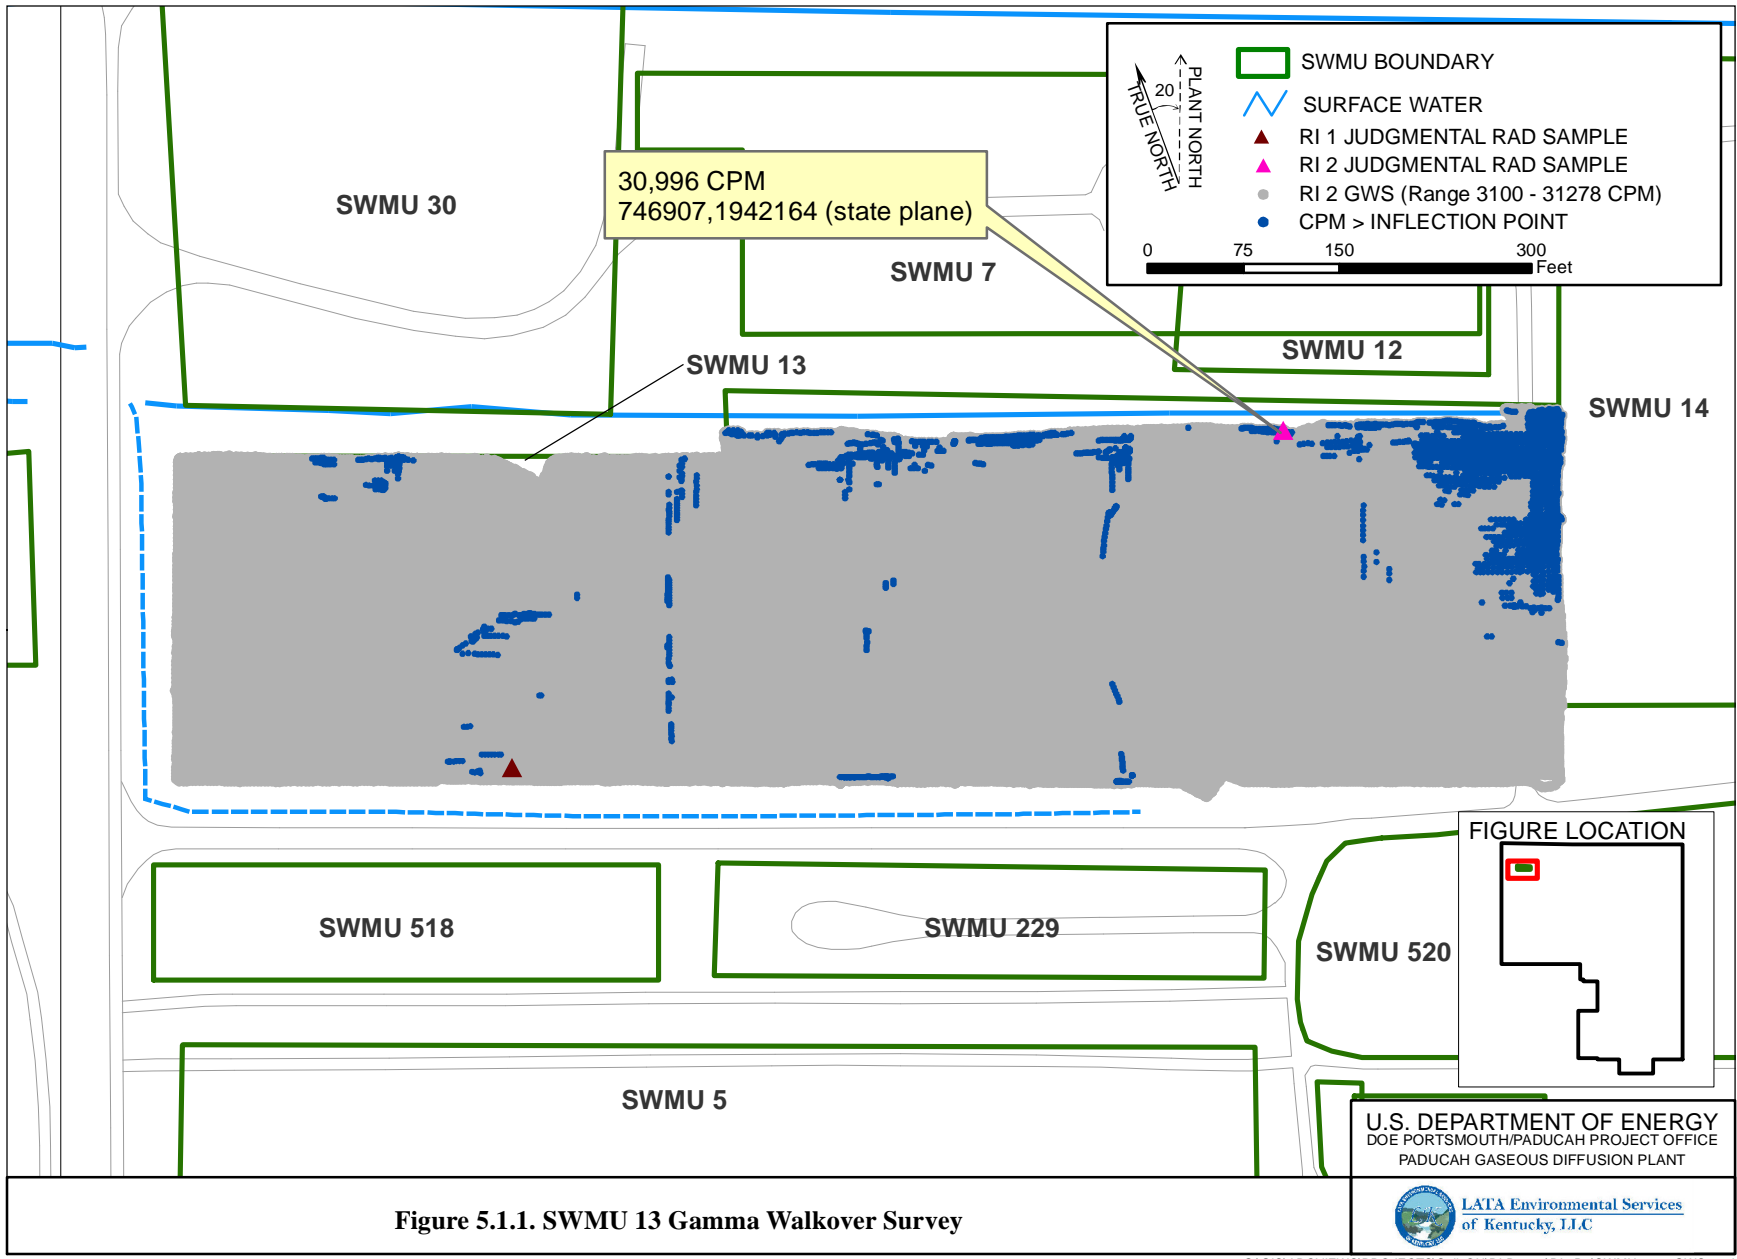 SWMU BOUNDARY
SURFACE WATER
RI 1 JUDGMENTAL RAD SAMPLE
RI 2 JUDGMENTAL RAD SAMPLE
RI 2 GWS (Range 3100 - 31278 CPM)
CPM > INFLECTION POINT
TRUE NORTH
20
PLANT NORTH
0 75 150 300
Feet
30,996 CPM
746907,1942164 (state plane)
SWMU 30
SWMU 7
SWMU 12
SWMU 13
SWMU 14
SWMU 518
SWMU 229
SWMU 520
SWMU 5
FIGURE LOCATION
U.S. DEPARTMENT OF ENERGY
DOE PORTSMOUTH/PADUCAH PROJECT OFFICE
PADUCAH GASEOUS DIFFUSION PLANT
Figure 5.1.1. SWMU 13 Gamma Walkover Survey
LATA Environmental Services
of Kentucky, LLC